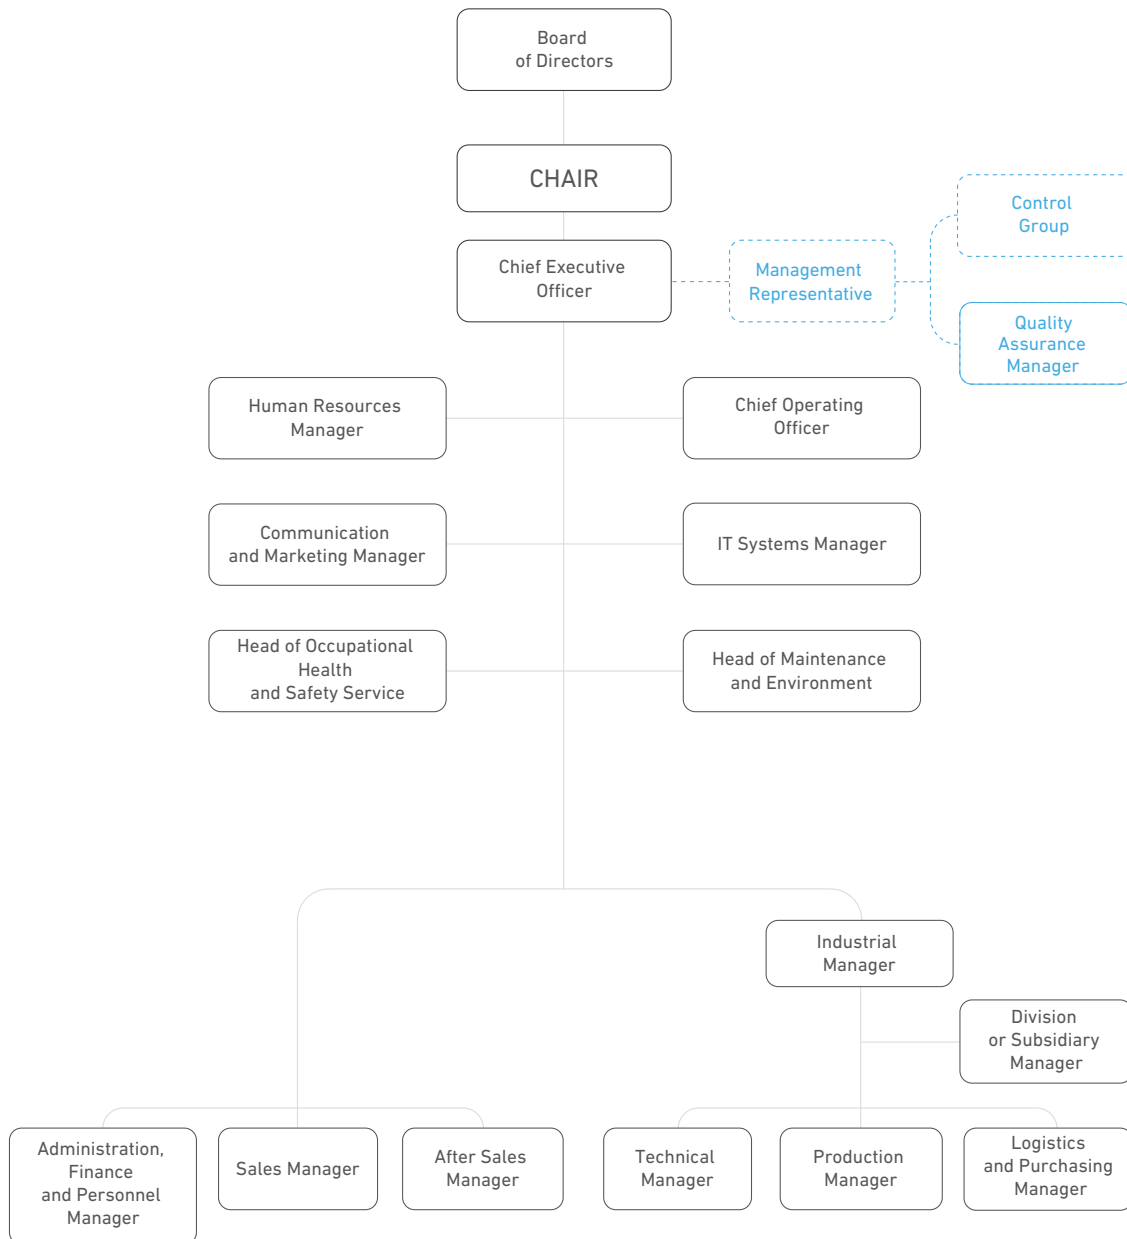 Board
of Directors
CHAIR
Chief Executive
Officer
Management
Representative
Control
Group
Quality
Assurance
Manager
Human Resources
Manager
Chief Operating
Officer
Communication
and Marketing Manager
IT Systems Manager
Head of Occupational
Health
and Safety Service
Head of Maintenance
and Environment
Industrial
Manager
Division
or Subsidiary
Manager
Administration,
Finance
and Personnel
Manager
Sales Manager
After Sales
Manager
Technical
Manager
Production
Manager
Logistics
and Purchasing
Manager